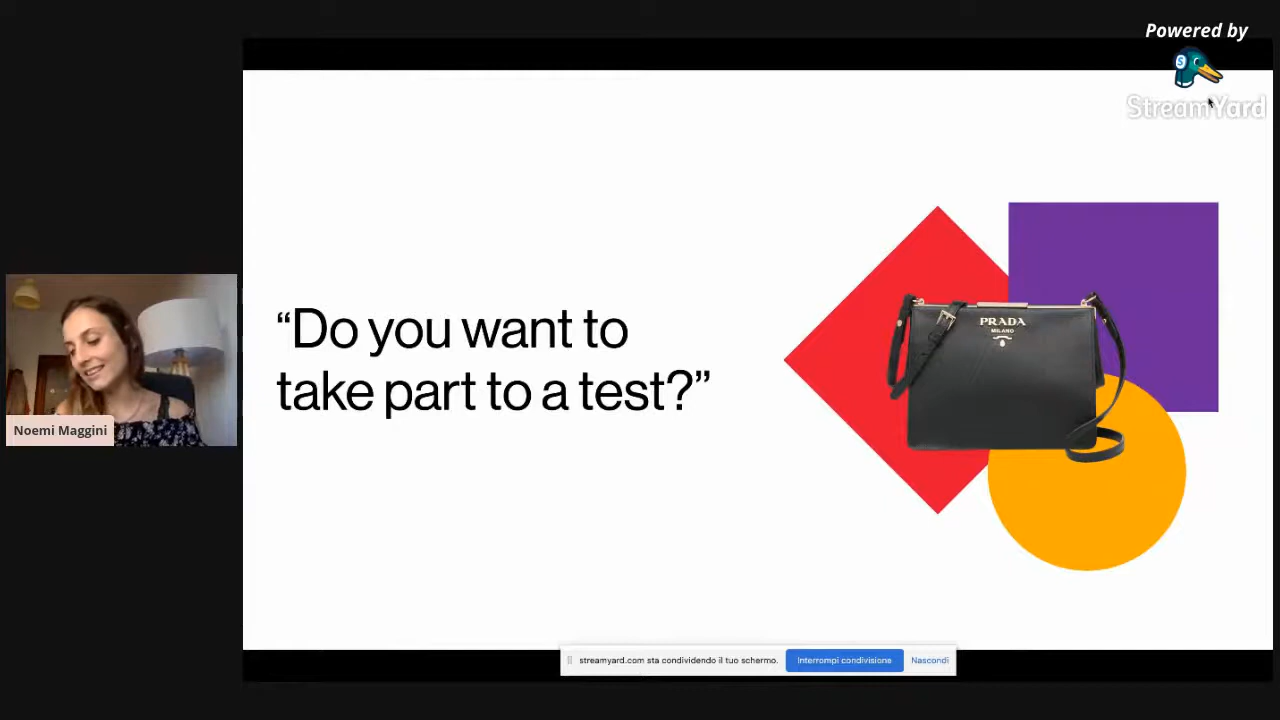 Powered by
StreamYard
“Do you want to
take part to a test?”
PRADA
MILANO
Noemi Maggini
streamyard.com sta condividendo il tuo schermo.
Interrompi condivisione
Nascondi